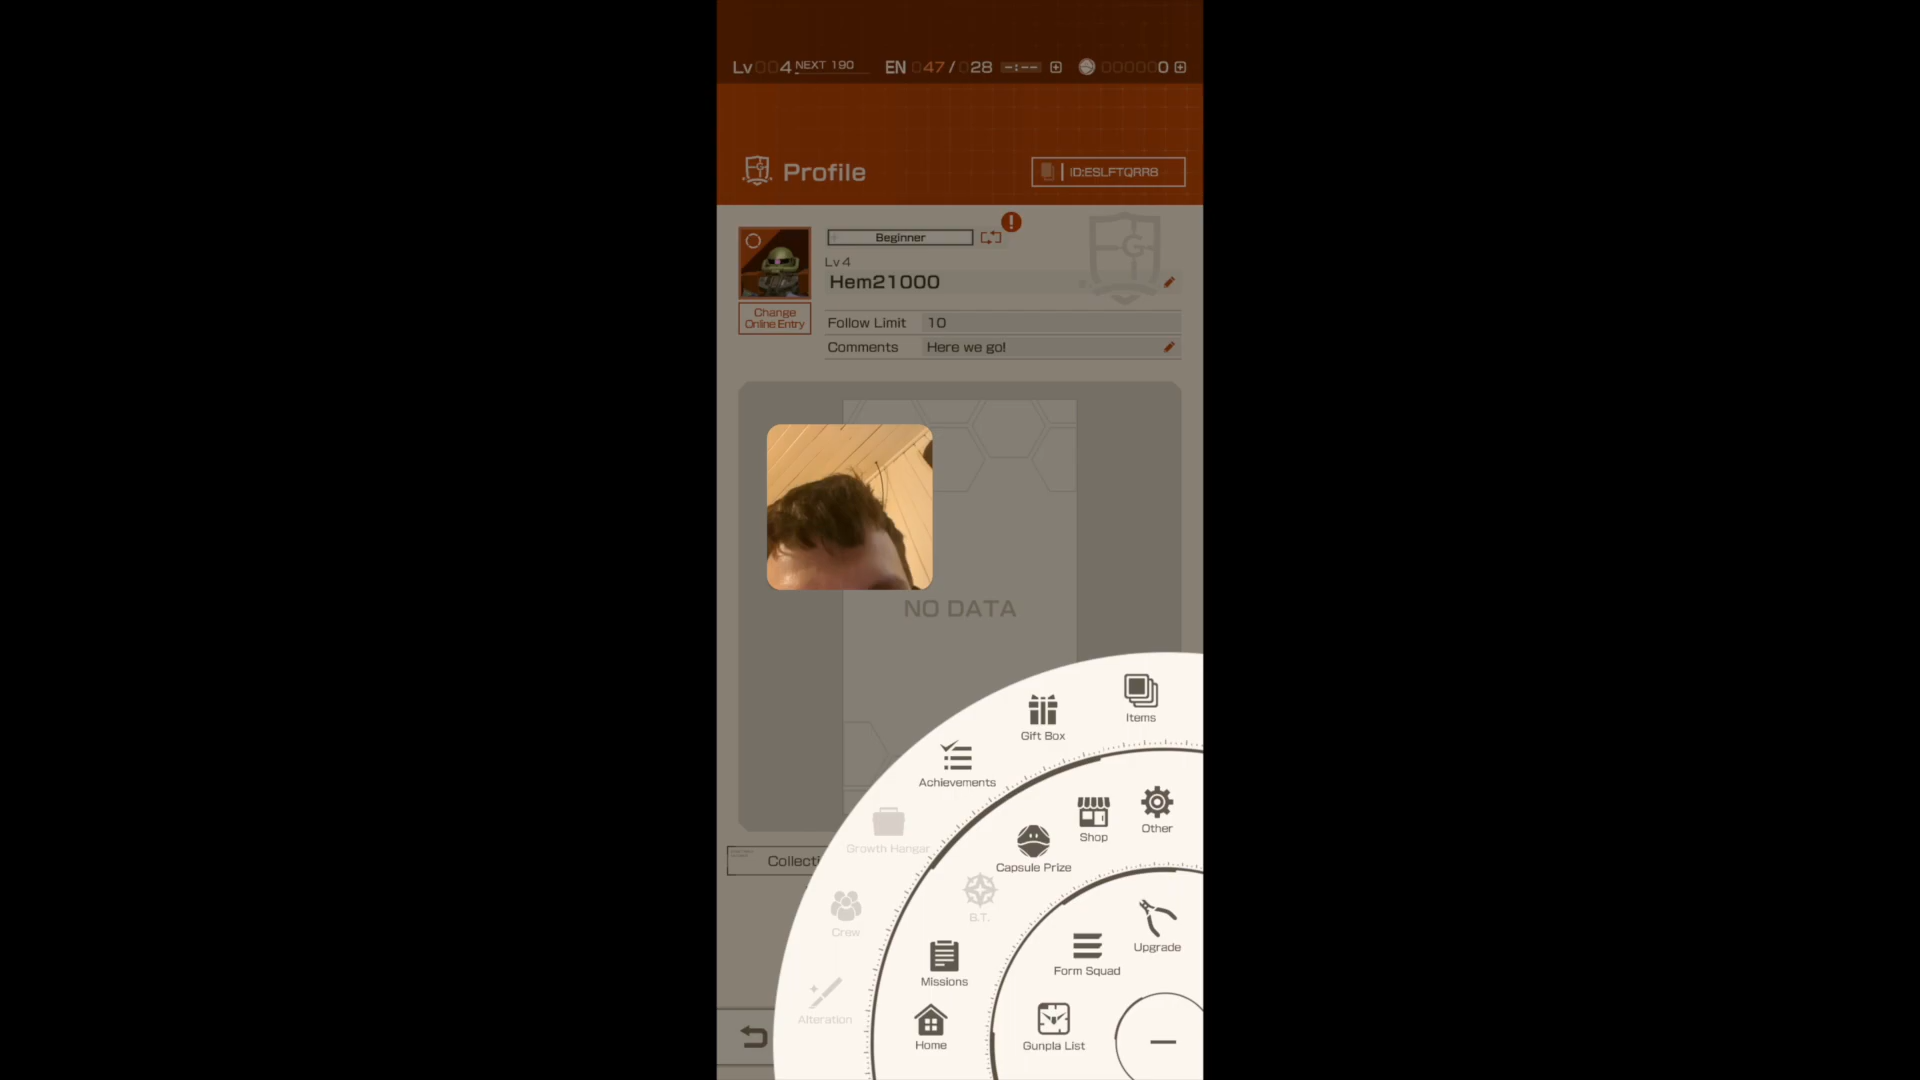 Lv004 NEXT 190 EN 047/028 --:-- 0000000
Profile
ID:ESLFTQRR8
Beginner
Lv4
Hem21000
Change
Online Entry
Follow Limit 10
Comments Here we go!
NO DATA
Items
Gift Box
Achievements
Other
Shop
Growth Hangar
Capsule Prize
Collecti
B.T.
Crew
Upgrade
Form Squad
Missions
Alteration
Home
Gunpla List